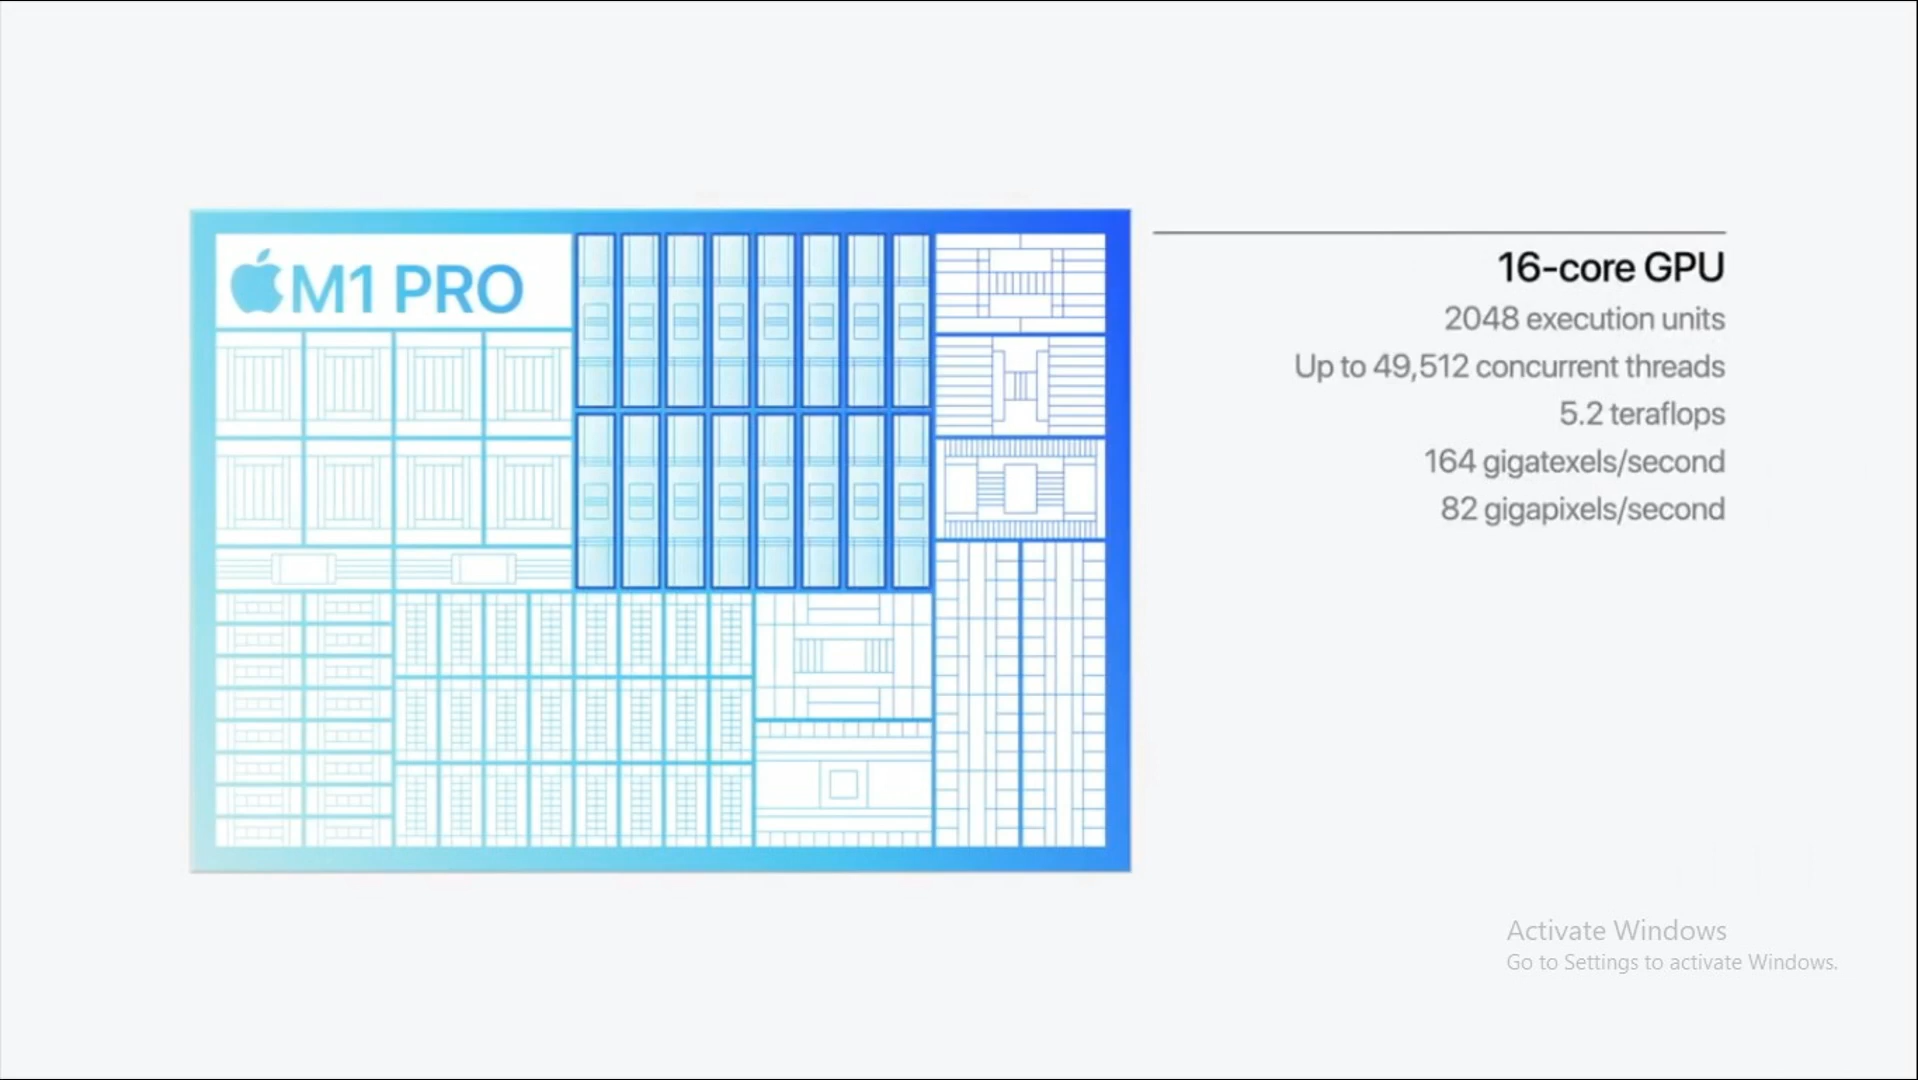 M1 PRO
16-core GPU
2048 execution units
Up to 49,512 concurrent threads
5.2 teraflops
164 gigatexels/second
82 gigapixels/second
Activate Windows
Go to Settings to activate Windows.